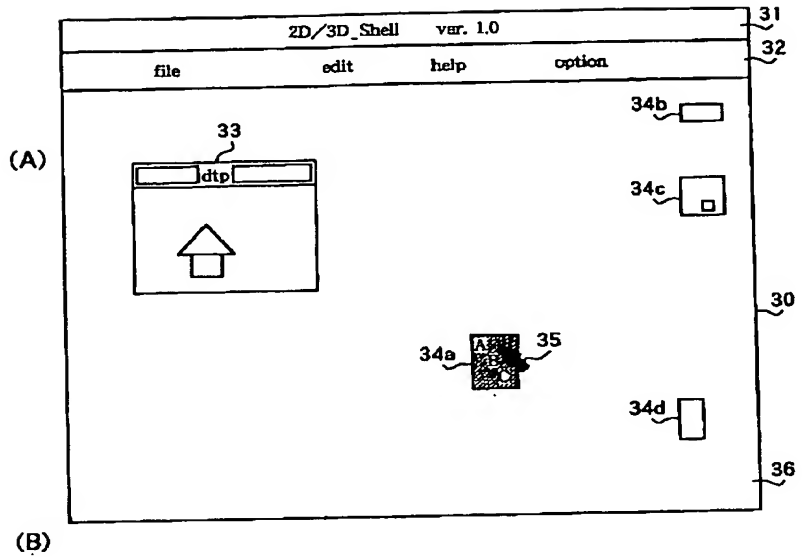 31
2D/3D_Shell ver. 1.0
32
file edit help option
34b
33
(A)
dtp
34c
30
35
34a
A
B
C
34d
36
(B)